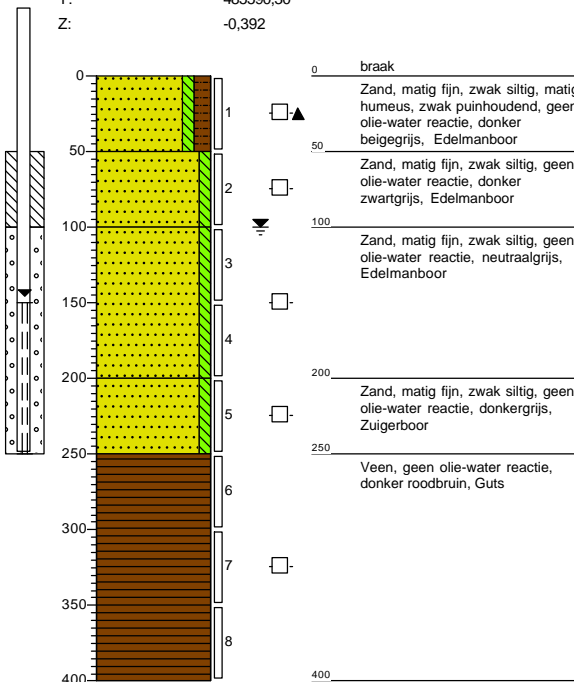 Z: -0,392
0
50
100
150
200
250
300
350
400
1
2
3
4
5
6
7
8
0 braak
Zand, matig fijn, zwak siltig, matig
humeus, zwak puinhoudend, geen
olie-water reactie, donker
beigegrijs, Edelmanboor
50
Zand, matig fijn, zwak siltig, geen
olie-water reactie, donker
zwartgrijs, Edelmanboor
100
Zand, matig fijn, zwak siltig, geen
olie-water reactie, neutraalgrijs,
Edelmanboor
200
Zand, matig fijn, zwak siltig, geen
olie-water reactie, donkergrijs,
Zuigerboor
250
Veen, geen olie-water reactie,
donker roodbruin, Guts
400